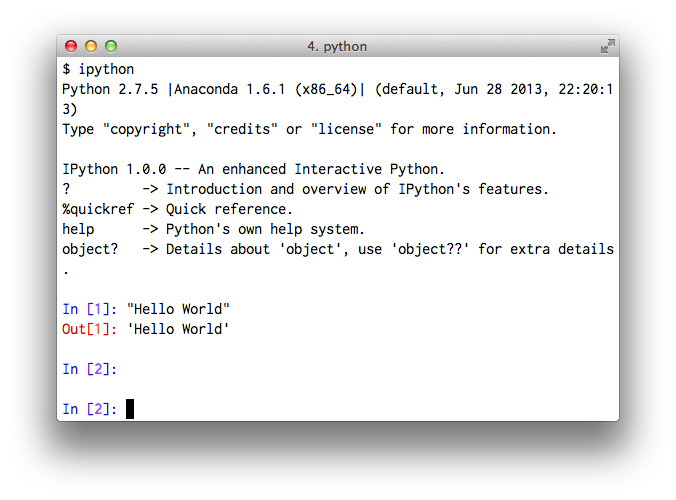 4. python
$ ipython
Python 2.7.5 |Anaconda 1.6.1 (x86_64)| (default, Jun 28 2013, 22:20:1
3)
Type "copyright", "credits" or "license" for more information.

IPython 1.0.0 -- An enhanced Interactive Python.
?         -> Introduction and overview of IPython's features.
%quickref -> Quick reference.
help      -> Python's own help system.
object?   -> Details about 'object', use 'object??' for extra details
.

In [1]: "Hello World"
Out[1]: 'Hello World'

In [2]:

In [2]: